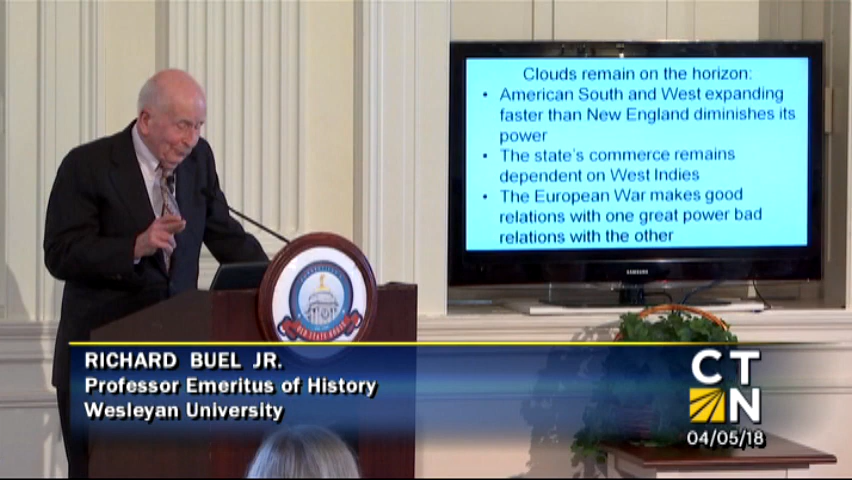 Clouds remain on the horizon:
• American South and West expanding
faster than New England diminishes its
power
• The state's commerce remains
dependent on West Indies
• The European War makes good
relations with one great power bad
relations with the other
SAMSUNG
OLD STATE HOUSE
RICHARD BUEL JR.
Professor Emeritus of History
Wesleyan University
CT
N
04/05/18